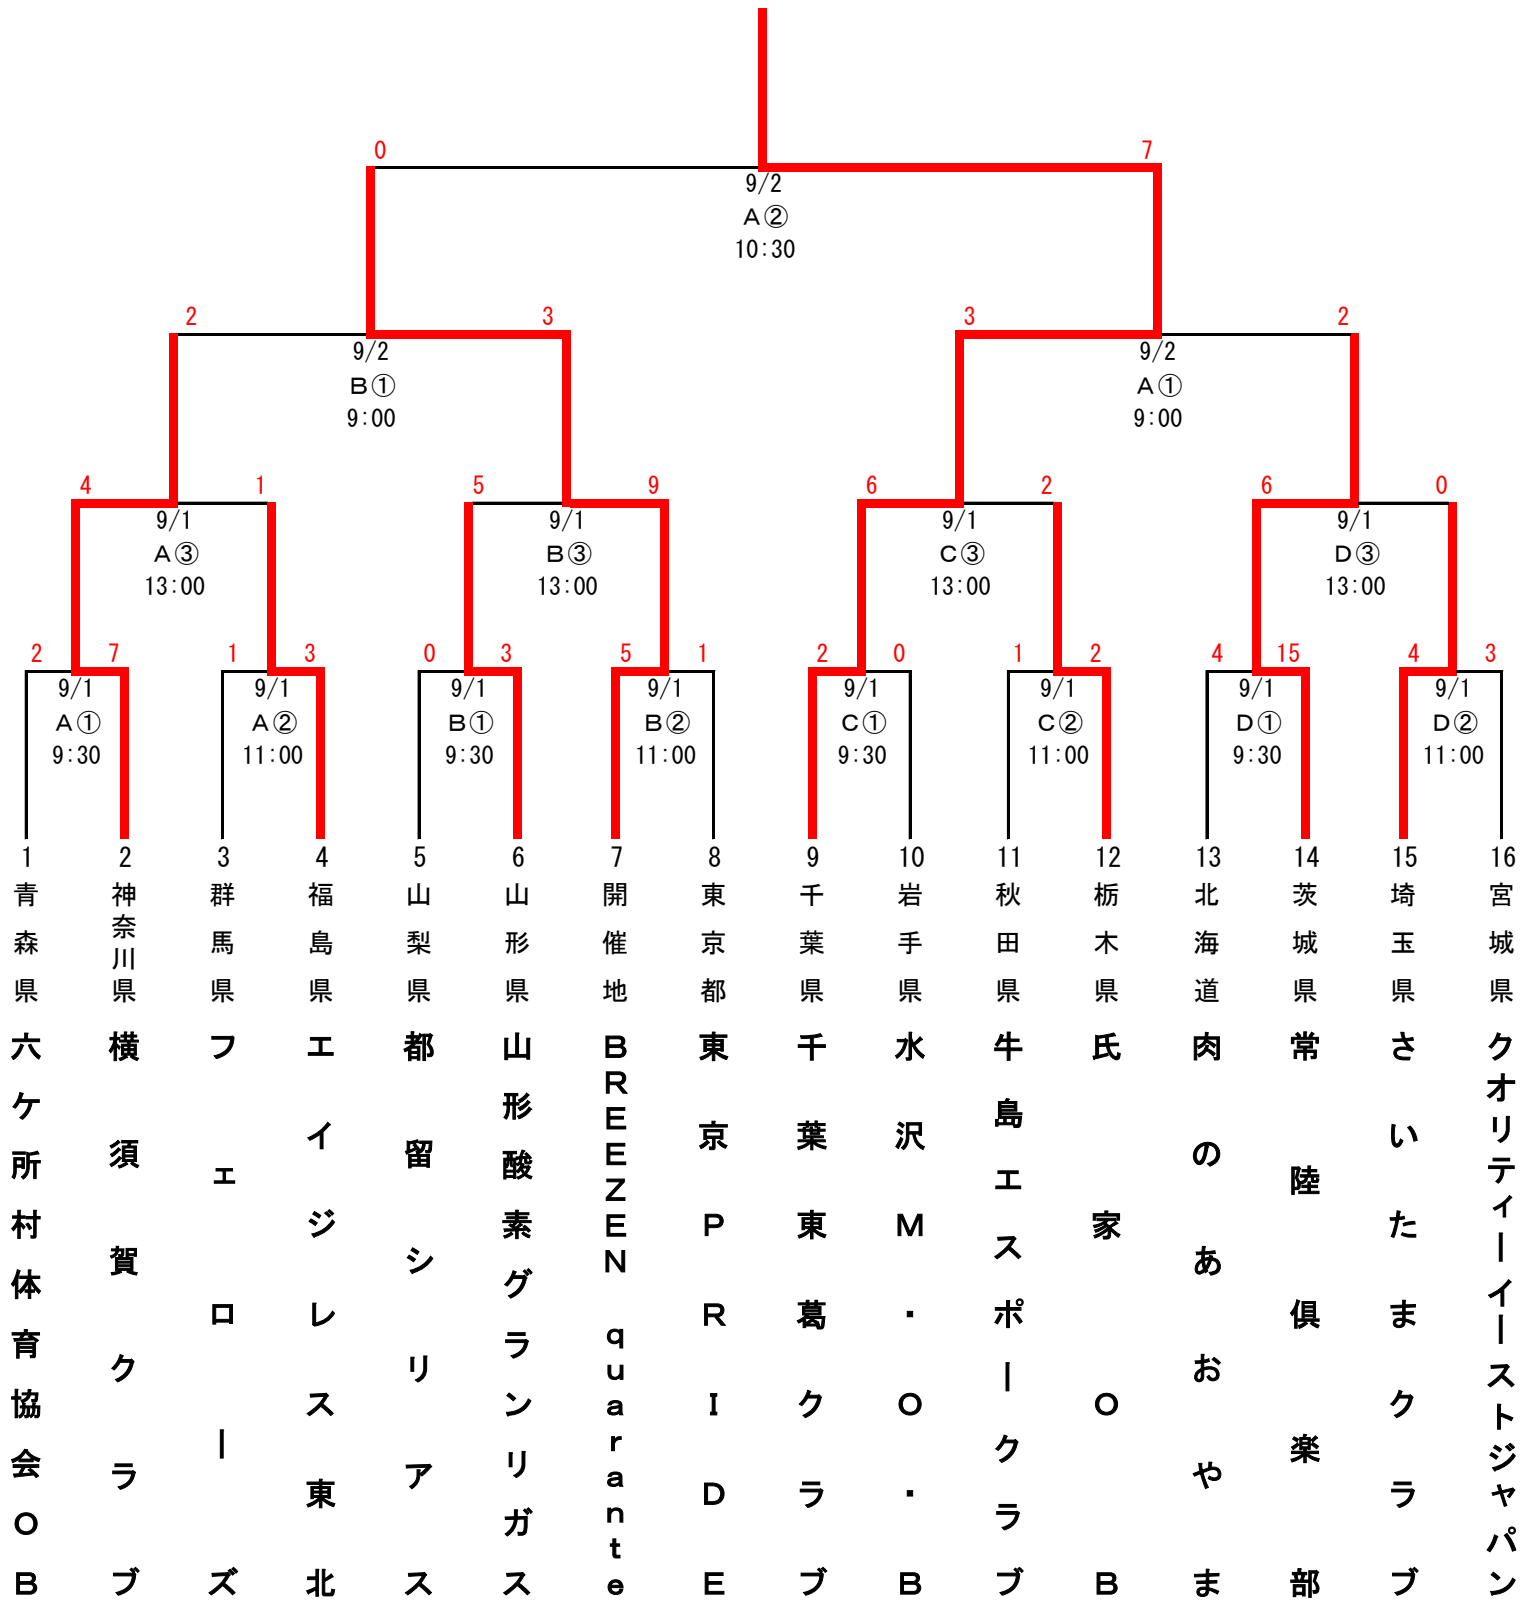 0 7
9/2
A②
10:30
2 3 3 2
9/2 9/2
B① A①
9:00 9:00
4 1 5 9 6 2 6 0
9/1 9/1 9/1 9/1
A③ B③ C③ D③
13:00 13:00 13:00 13:00
2 7 1 3 0 3 5 1 2 0 1 2 4 15 4 3
9/1 9/1 9/1 9/1 9/1 9/1 9/1 9/1
A① A② B① B② C① C② D① D②
9:30 11:00 9:30 11:00 9:30 11:00 9:30 11:00
1 2 3 4 5 6 7 8 9 10 11 12 13 14 15 16
青森県
六ケ所村体育協会OB
神奈川県
横須賀クラブ
群馬県
フェローズ
福島県
エイジレス東北
山梨県
都留シリアス
山形県
山形酸素グランリガス
開催地
BREEZEN quarante
東京都
東京PRIDE
千葉県
千葉東葛クラブ
岩手県
水沢M・O・B
秋田県
牛島エスポークラブ
栃木県
氏家OB
北海道
肉のあおやま
茨城県
常陸倶楽部
埼玉県
さいたまクラブ
宮城県
クオリティーイーストジャパン